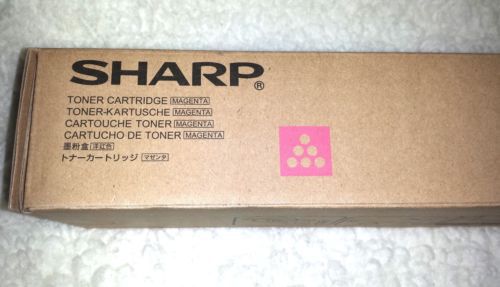 SHARP®
TONER CARTRIDGE MAGENTA
TONER-KARTUSCHE MAGENTA
CARTOUCHE TONER MAGENTA
CARTUCHO DE TONER MAGENTA
墨粉盒 洋红色
トナーカートリッジ マゼンタ